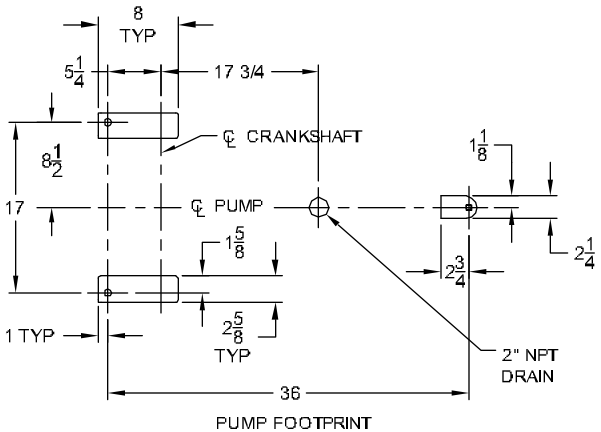 8
TYP
5 1/4
17 3/4
℄ CRANKSHAFT
1 1/8
8 1/2
17
℄ PUMP
1 5/8
2 1/4
2 3/4
1 TYP
2 5/8
TYP
2" NPT
DRAIN
36
PUMP FOOTPRINT